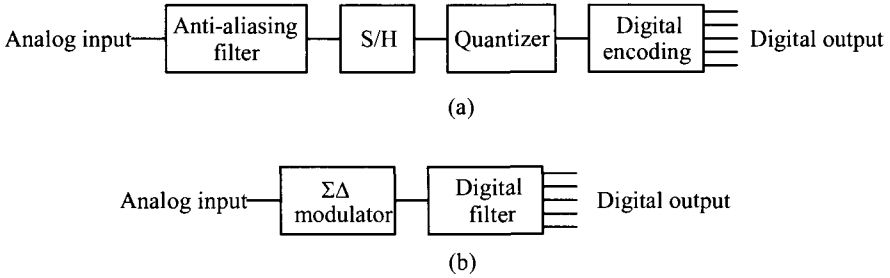 Analog input
Anti-aliasing
filter
S/H
Quantizer
Digital
encoding
Digital output
(a)
Analog input
ΣΔ
modulator
Digital
filter
Digital output
(b)